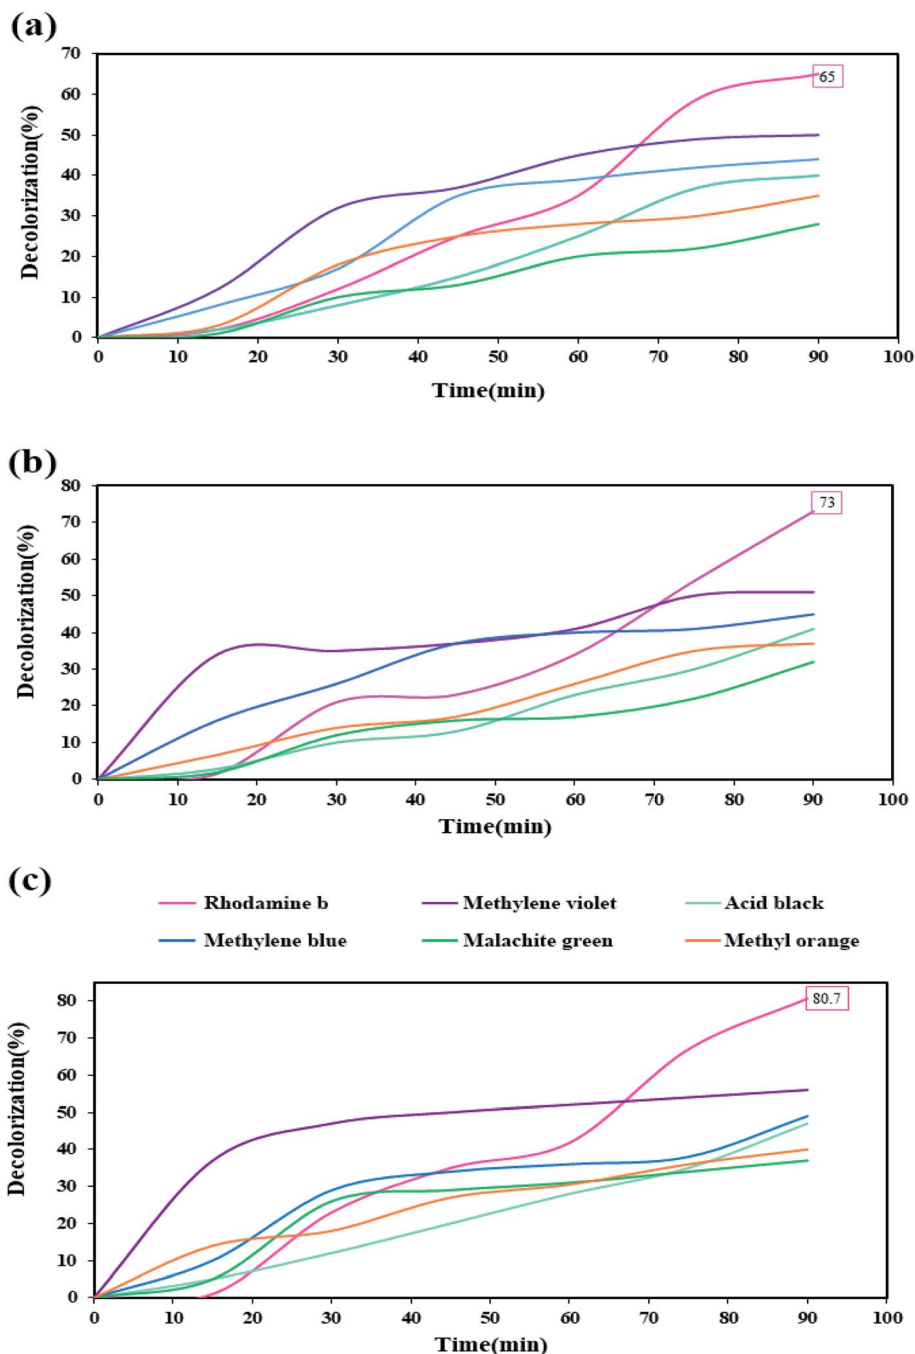 (a)
70
60
50
40
30
20
10
0
Decolorization(%)
65
0 10 20 30 40 50 60 70 80 90 100
Time(min)
(b)
80
70
60
50
40
30
20
10
0
Decolorization(%)
73
0 10 20 30 40 50 60 70 80 90 100
Time(min)
(c)
Rhodamine b Methylene violet Acid black
Methylene blue Malachite green Methyl orange
80
70
60
50
40
30
20
10
0
Decolorization(%)
80.7
0 10 20 30 40 50 60 70 80 90 100
Time(min)